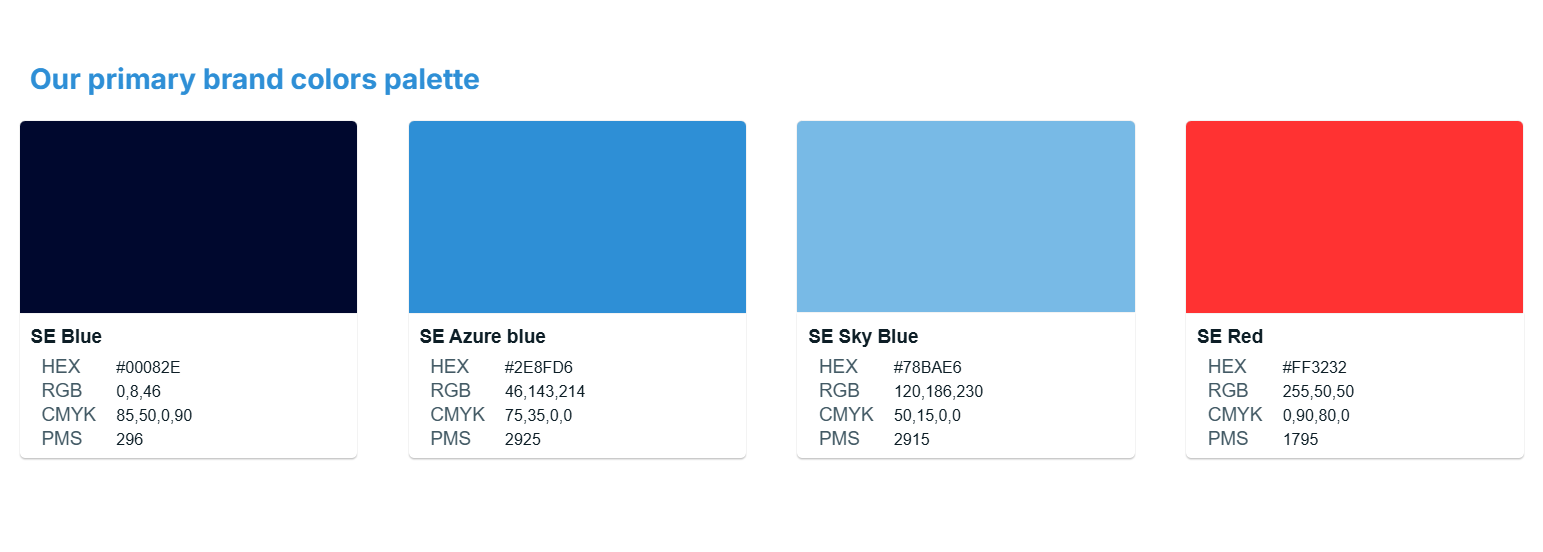 Our primary brand colors palette
SE Blue
HEX #00082E
RGB 0,8,46
CMYK 85,50,0,90
PMS 296
SE Azure blue
HEX #2E8FD6
RGB 46,143,214
CMYK 75,35,0,0
PMS 2925
SE Sky Blue
HEX #78BAE6
RGB 120,186,230
CMYK 50,15,0,0
PMS 2915
SE Red
HEX #FF3232
RGB 255,50,50
CMYK 0,90,80,0
PMS 1795